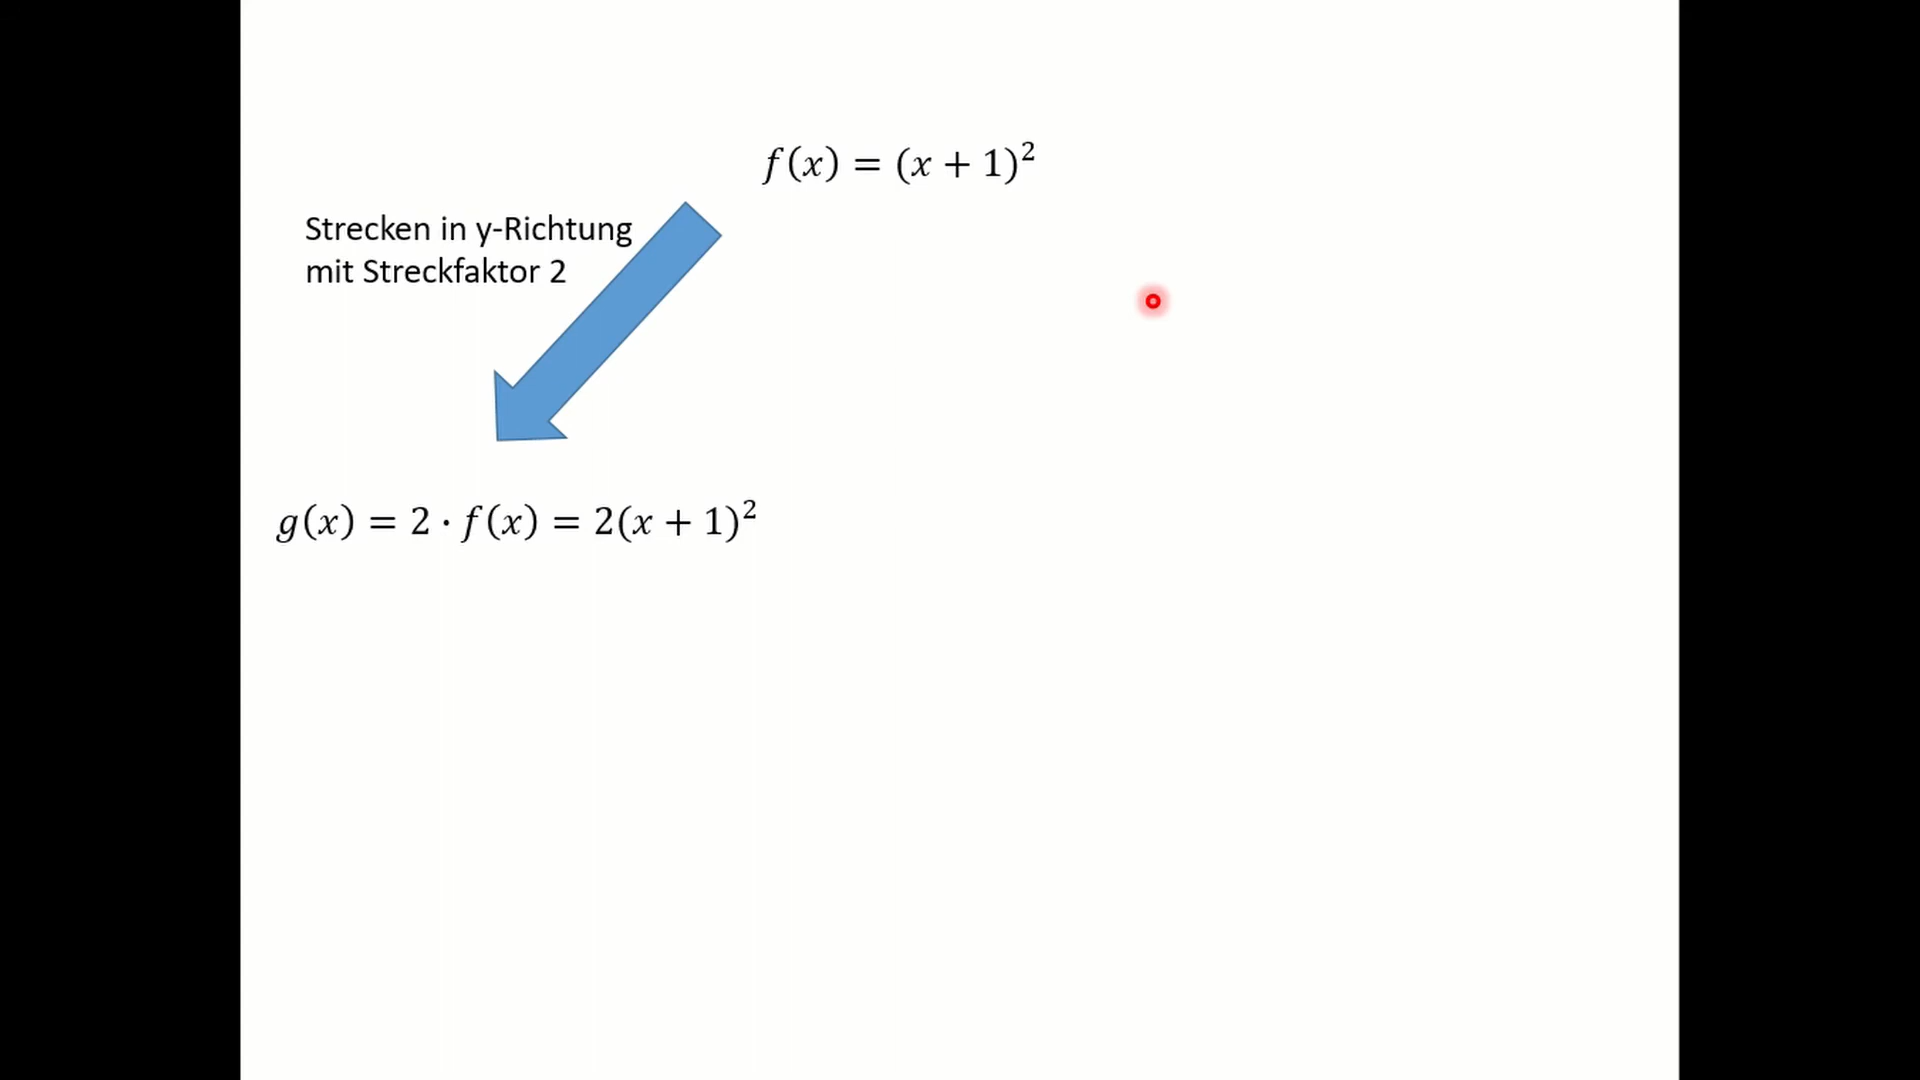 f(x) = (x + 1)²
Strecken in y-Richtung
mit Streckfaktor 2
g(x) = 2 · f(x) = 2(x + 1)²